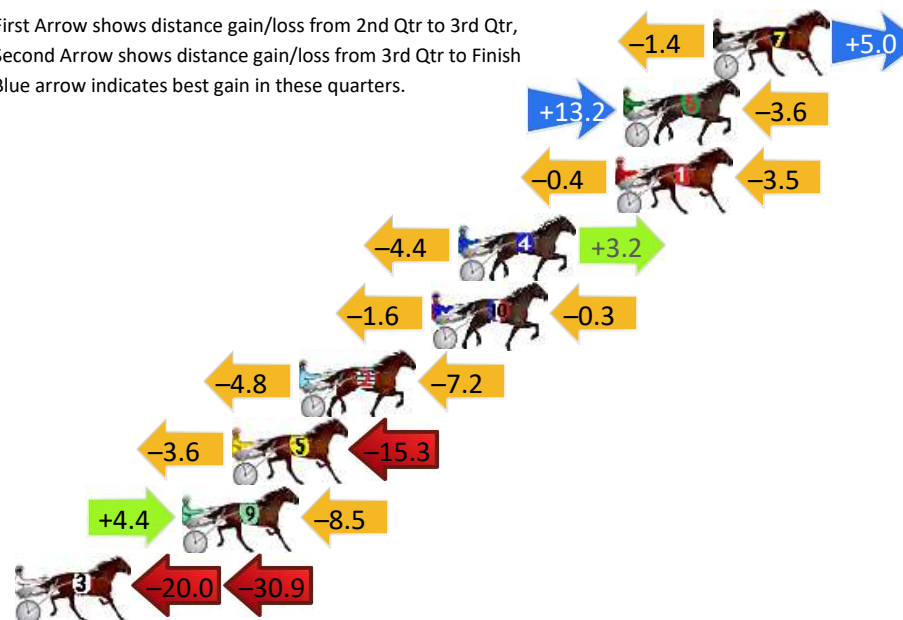 First Arrow shows distance gain/loss from 2nd Qtr to 3rd Qtr,
Second Arrow shows distance gain/loss from 3rd Qtr to Finish
Blue arrow indicates best gain in these quarters.
−1.4 7 +5.0
+13.2 −3.6
−0.4 1 −3.5
−4.4 4 +3.2
−1.6 10 −0.3
−4.8 2 −7.2
−3.6 5 −15.3
+4.4 9 −8.5
3 −20.0 −30.9